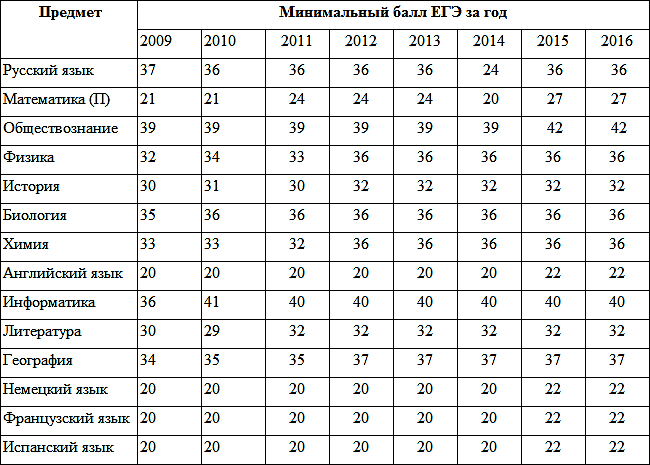 Предмет Минимальный балл ЕГЭ за год
2009 2010 2011 2012 2013 2014 2015 2016
Русский язык 37 36 36 36 36 24 36 36
Математика (П) 21 21 24 24 24 20 27 27
Обществознание 39 39 39 39 39 39 42 42
Физика 32 34 33 36 36 36 36 36
История 30 31 30 32 32 32 32 32
Биология 35 36 36 36 36 36 36 36
Химия 33 33 32 36 36 36 36 36
Английский язык 20 20 20 20 20 20 22 22
Информатика 36 41 40 40 40 40 40 40
Литература 30 29 32 32 32 32 32 32
География 34 35 35 37 37 37 37 37
Немецкий язык 20 20 20 20 20 20 22 22
Французский язык 20 20 20 20 20 20 22 22
Испанский язык 20 20 20 20 20 20 22 22